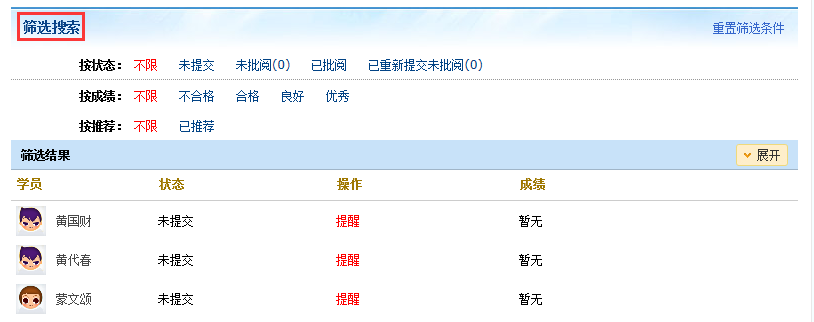 筛选搜索 重置筛选条件
按状态： 不限 未提交 未批阅(0) 已批阅 已重新提交未批阅(0)
按成绩： 不限 不合格 合格 良好 优秀
按推荐： 不限 已推荐
筛选结果 展开
学员 状态 操作 成绩
黄国财 未提交 提醒 暂无
黄代春 未提交 提醒 暂无
蒙文颂 未提交 提醒 暂无